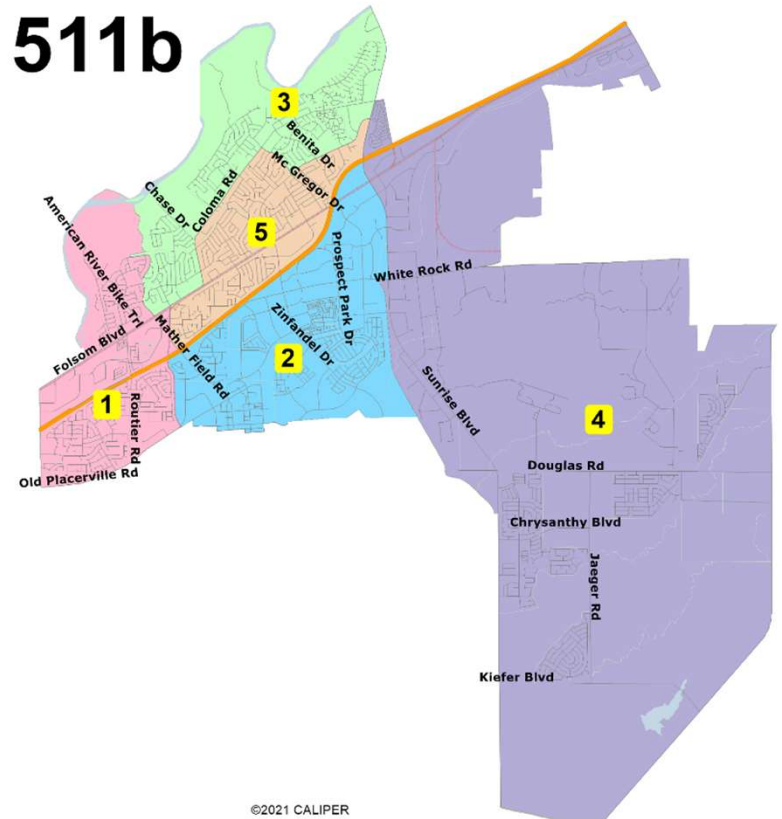 511b
3
Benita Dr
Mc Gregor Dr
Coloma Rd
Chase Dr
American River Bike Trl
5
Prospect Park Dr
White Rock Rd
Zinfandel Dr
Mather Field Rd
Folsom Blvd
2
1
Routier Rd
Sunrise Blvd
4
Old Placerville Rd
Douglas Rd
Chrysanthy Blvd
Jaeger Rd
Kiefer Blvd
©2021 CALIPER